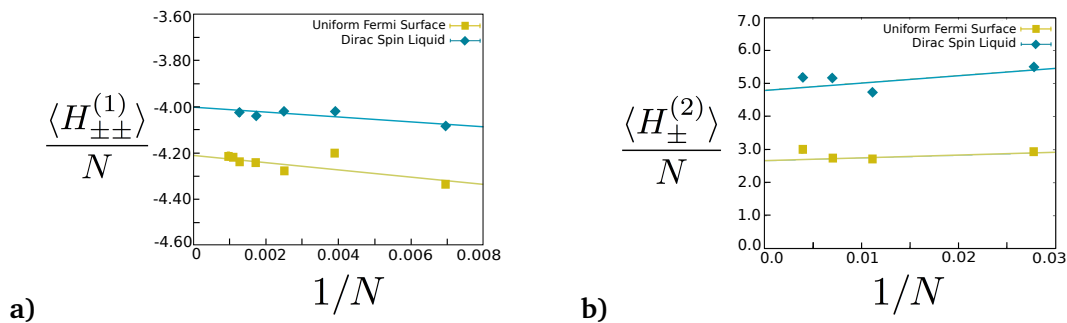 -3.60
-3.80
-4.00
-4.20
-4.40
-4.60
0
0.002
0.004
0.006
0.008
Uniform Fermi Surface
Dirac Spin Liquid
⟨H_{±±}^{(1)}⟩
N
1/N
a)
7.0
6.0
5.0
4.0
3.0
2.0
1.0
0.0
0.0
0.01
0.02
0.03
Uniform Fermi Surface
Dirac Spin Liquid
⟨H_{±}^{(2)}⟩
N
1/N
b)